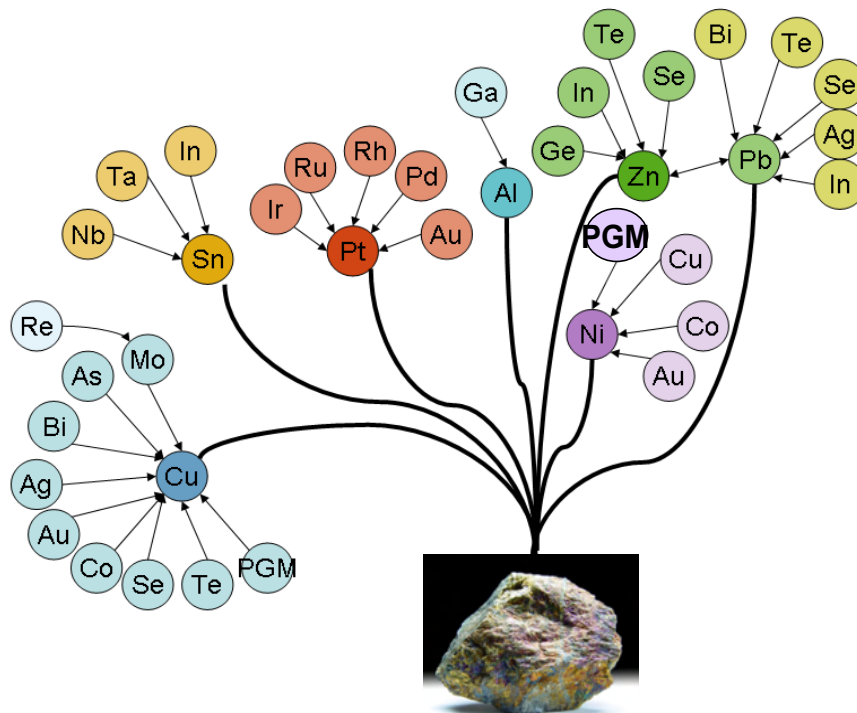 Te
Bi
Te
Ga
In
Se
Se
In
Rh
Ag
Ru
Pd
Ge
Zn
Pb
Ta
Al
In
Ir
Nb
Au
PGM
Sn
Pt
Cu
Re
Mo
Ni
Co
As
Au
Bi
Cu
Ag
Au
Co
Se
Te
PGM